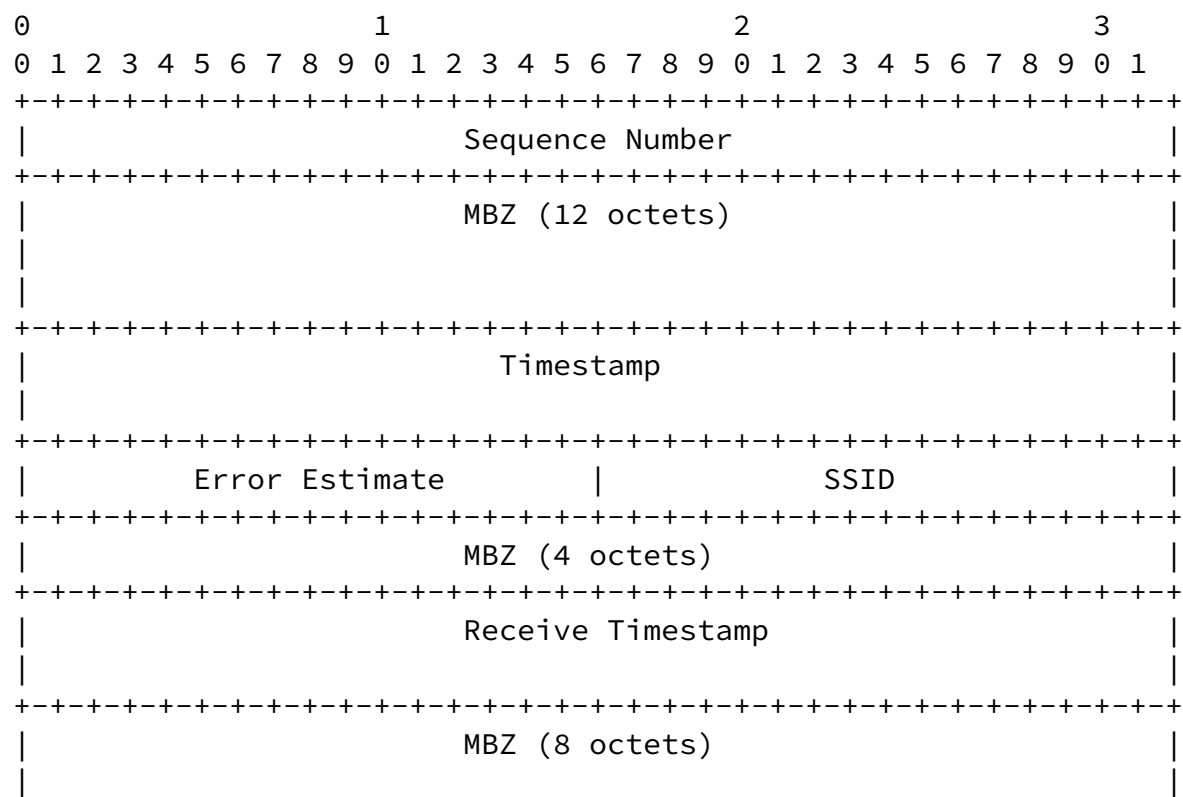 0                   1                   2                   3
0 1 2 3 4 5 6 7 8 9 0 1 2 3 4 5 6 7 8 9 0 1 2 3 4 5 6 7 8 9 0 1
+-+-+-+-+-+-+-+-+-+-+-+-+-+-+-+-+-+-+-+-+-+-+-+-+-+-+-+-+-+-+-+-+
|                        Sequence Number                        |
+-+-+-+-+-+-+-+-+-+-+-+-+-+-+-+-+-+-+-+-+-+-+-+-+-+-+-+-+-+-+-+-+
|                        MBZ (12 octets)                        |
|                                                               |
|                                                               |
+-+-+-+-+-+-+-+-+-+-+-+-+-+-+-+-+-+-+-+-+-+-+-+-+-+-+-+-+-+-+-+-+
|                          Timestamp                            |
|                                                               |
+-+-+-+-+-+-+-+-+-+-+-+-+-+-+-+-+-+-+-+-+-+-+-+-+-+-+-+-+-+-+-+-+
|         Error Estimate        |            SSID               |
+-+-+-+-+-+-+-+-+-+-+-+-+-+-+-+-+-+-+-+-+-+-+-+-+-+-+-+-+-+-+-+-+
|                        MBZ (4 octets)                         |
+-+-+-+-+-+-+-+-+-+-+-+-+-+-+-+-+-+-+-+-+-+-+-+-+-+-+-+-+-+-+-+-+
|                        Receive Timestamp                      |
|                                                               |
+-+-+-+-+-+-+-+-+-+-+-+-+-+-+-+-+-+-+-+-+-+-+-+-+-+-+-+-+-+-+-+-+
|                        MBZ (8 octets)                         |
|                                                               |